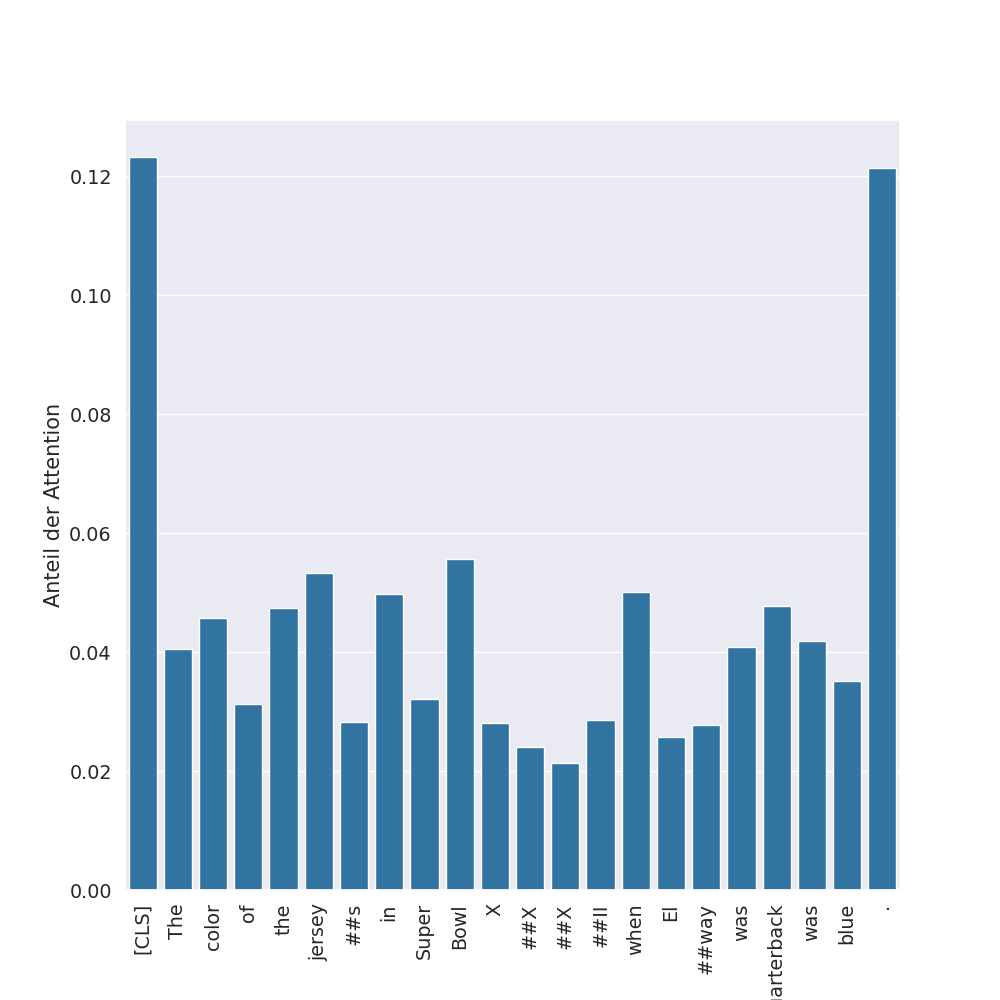 Anteil der Attention
0.12
0.10
0.08
0.06
0.04
0.02
0.00
[CLS]
The
color
of
the
jersey
##s
in
Super
Bowl
X
##X
##X
##II
when
El
##way
was
arterback
was
blue
.